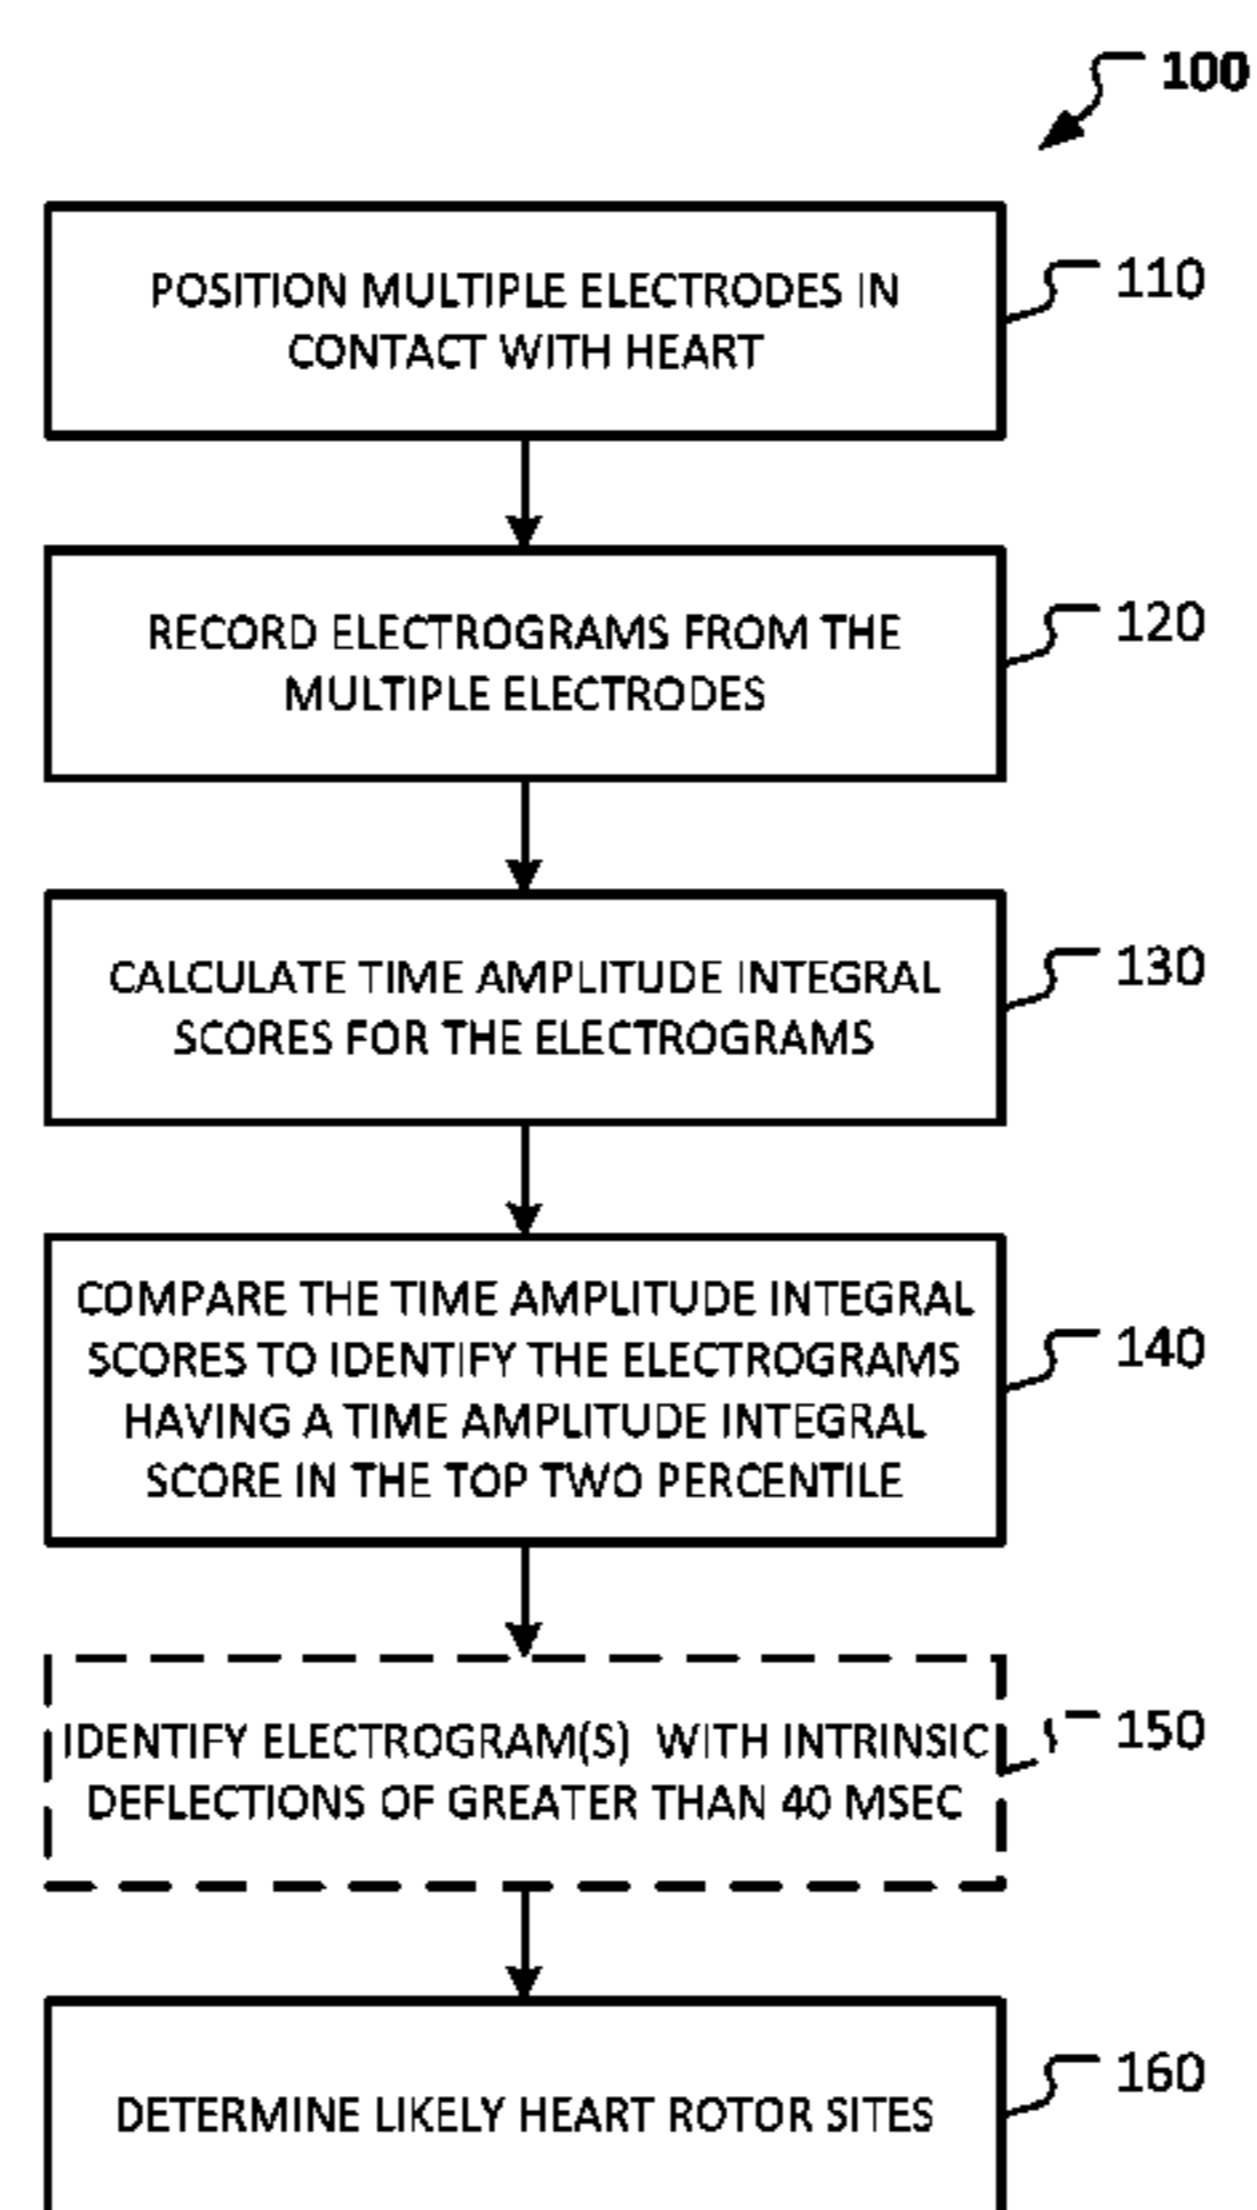 100
POSITION MULTIPLE ELECTRODES IN
CONTACT WITH HEART
110
RECORD ELECTROGRAMS FROM THE
MULTIPLE ELECTRODES
120
CALCULATE TIME AMPLITUDE INTEGRAL
SCORES FOR THE ELECTROGRAMS
130
COMPARE THE TIME AMPLITUDE INTEGRAL
SCORES TO IDENTIFY THE ELECTROGRAMS
HAVING A TIME AMPLITUDE INTEGRAL
SCORE IN THE TOP TWO PERCENTILE
140
IDENTIFY ELECTROGRAM(S) WITH INTRINSIC
DEFLECTIONS OF GREATER THAN 40 MSEC
150
DETERMINE LIKELY HEART ROTOR SITES
160